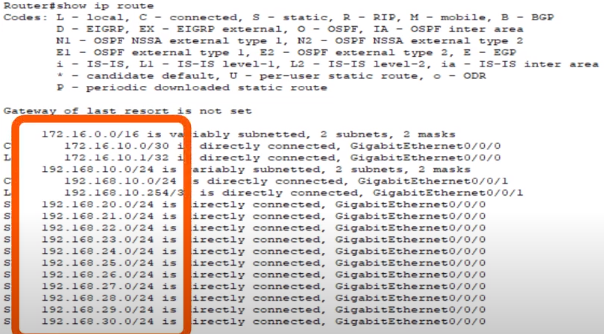 Router#show ip route
Codes: L - local, C - connected, S - static, R - RIP, M - mobile, B - BGP
D - EIGRP, EX - EIGRP external, O - OSPF, IA - OSPF inter area
N1 - OSPF NSSA external type 1, N2 - OSPF NSSA external type 2
E1 - OSPF external type 1, E2 - OSPF external type 2, E - EGP
i - IS-IS, L1 - IS-IS level-1, L2 - IS-IS level-2, ia - IS-IS inter area
* - candidate default, U - per-user static route, o - ODR
P - periodic downloaded static route
Gateway of last resort is not set
172.16.0.0/16 is variably subnetted, 2 subnets, 2 masks
C 172.16.10.0/30 directly connected, GigabitEthernet0/0/0
L 172.16.10.1/32 directly connected, GigabitEthernet0/0/0
192.168.10.0/24 variably subnetted, 2 subnets, 2 masks
C 192.168.10.0/24 is directly connected, GigabitEthernet0/0/1
L is directly connected, GigabitEthernet0/0/1
S 192.168.20.0/24 is directly connected, GigabitEthernet0/0/0
S 192.168.21.0/24 is directly connected, GigabitEthernet0/0/0
S 192.168.22.0/24 is directly connected, GigabitEthernet0/0/0
S 192.168.23.0/24 is directly connected, GigabitEthernet0/0/0
S 192.168.24.0/24 is directly connected, GigabitEthernet0/0/0
S 192.168.25.0/24 is directly connected, GigabitEthernet0/0/0
S 192.168.26.0/24 is directly connected, GigabitEthernet0/0/0
S 192.168.27.0/24 is directly connected, GigabitEthernet0/0/0
S 192.168.28.0/24 is directly connected, GigabitEthernet0/0/0
S 192.168.29.0/24 is directly connected, GigabitEthernet0/0/0
S 192.168.30.0/24 is directly connected, GigabitEthernet0/0/0